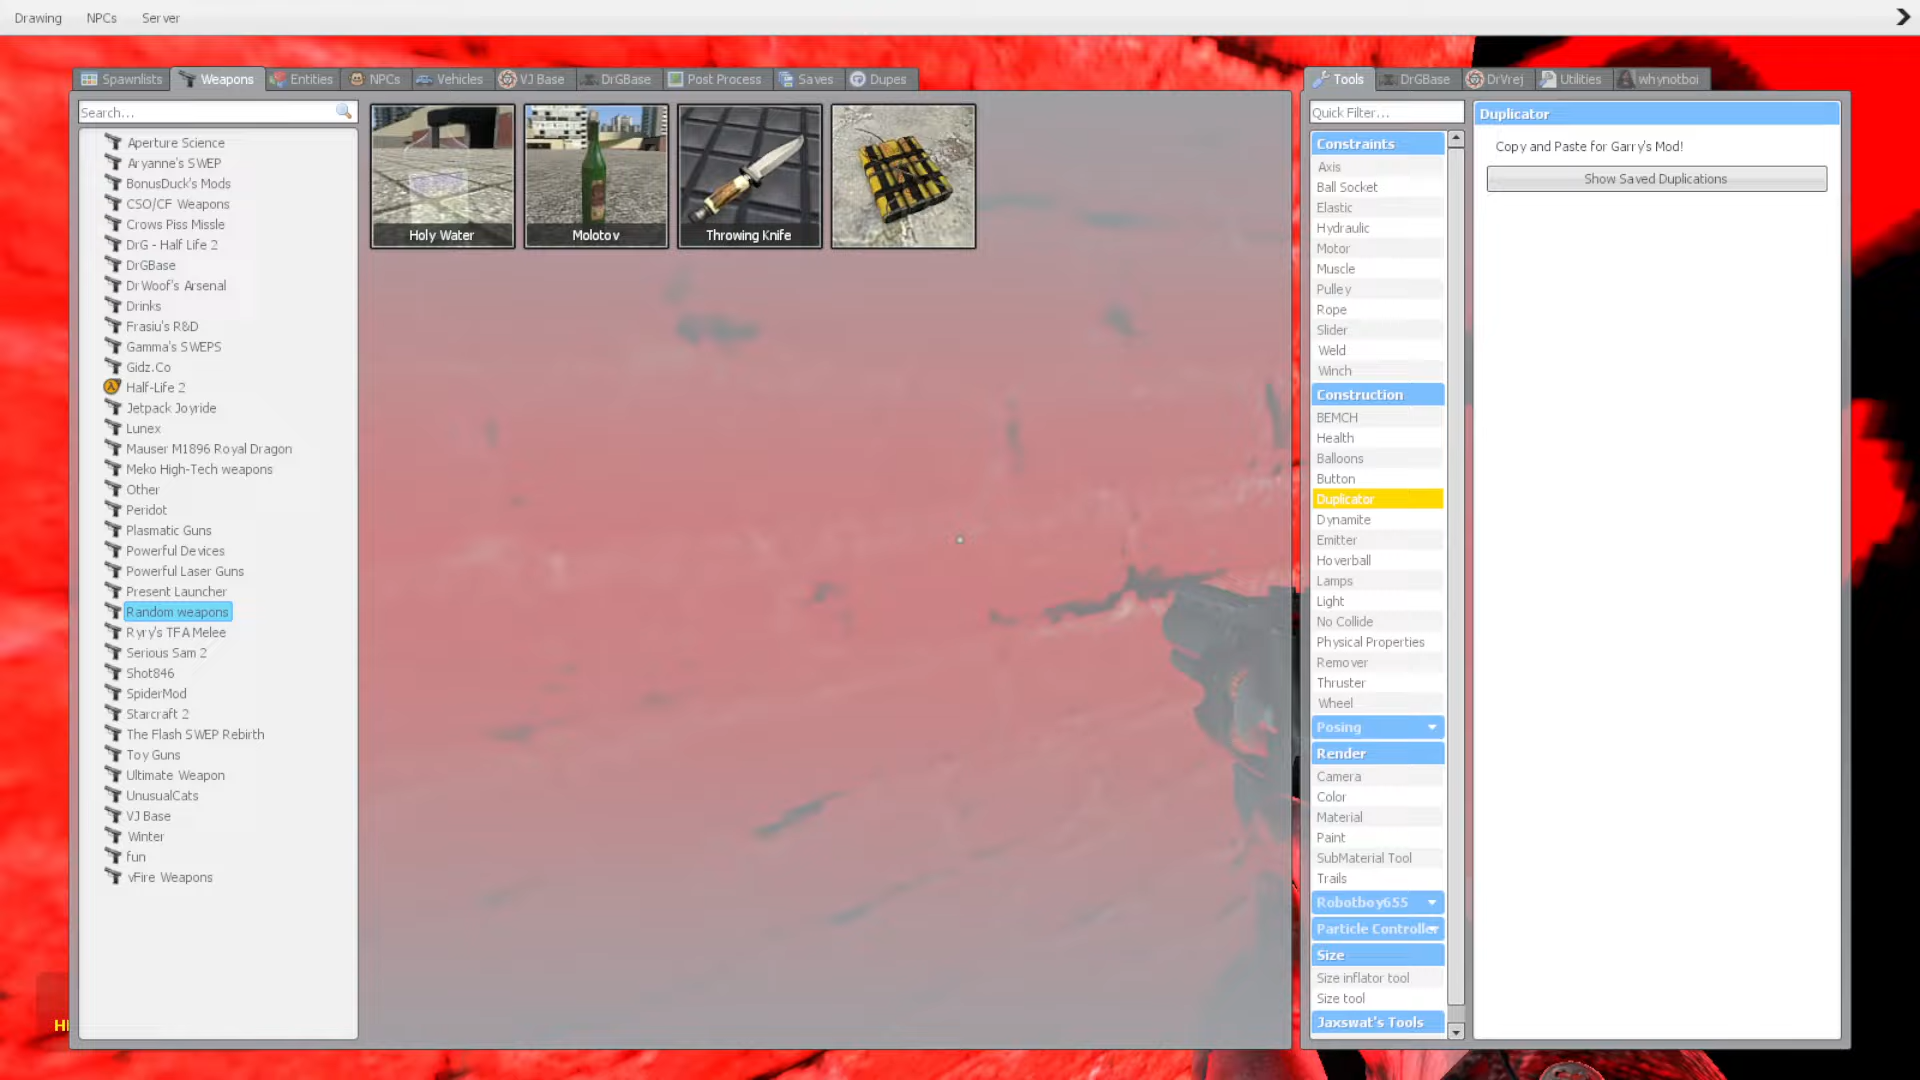 Drawing NPCs Server
Spawnlists Weapons Entities NPCs Vehicles VJ Base DrGBase Post Process Saves Dupes
Search...
Aperture Science
Aryanne's SWEP
BonusDuck's Mods
CSO/CF Weapons
Crows Piss Missle
DrG - Half Life 2
DrGBase
DrWoof's Arsenal
Drinks
Frasiu's R&D
Gamma's SWEPS
Gidz.Co
Half-Life 2
Jetpack Joyride
Lunex
Mauser M1896 Royal Dragon
Meko High-Tech weapons
Other
Peridot
Plasmatic Guns
Powerful Devices
Powerful Laser Guns
Present Launcher
Random weapons
Ryry's TFA Melee
Serious Sam 2
Shot846
SpiderMod
Starcraft 2
The Flash SWEP Rebirth
Toy Guns
Ultimate Weapon
UnusualCats
VJ Base
Winter
fun
vFire Weapons
Holy Water
Molotov
Throwing Knife
Tools DrGBase DrVrej Utilities whynotboi
Quick Filter...
Constraints
Axis
Ball Socket
Elastic
Hydraulic
Motor
Muscle
Pulley
Rope
Slider
Weld
Winch
Construction
BEMCH
Health
Balloons
Button
Duplicator
Dynamite
Emitter
Hoverball
Lamps
Light
No Collide
Physical Properties
Remover
Thruster
Wheel
Posing
Render
Camera
Color
Material
Paint
SubMaterial Tool
Trails
Robotboy655
Particle Controller
Size
Size inflator tool
Size tool
Jaxswat's Tools
Duplicator
Copy and Paste for Garry's Mod!
Show Saved Duplications